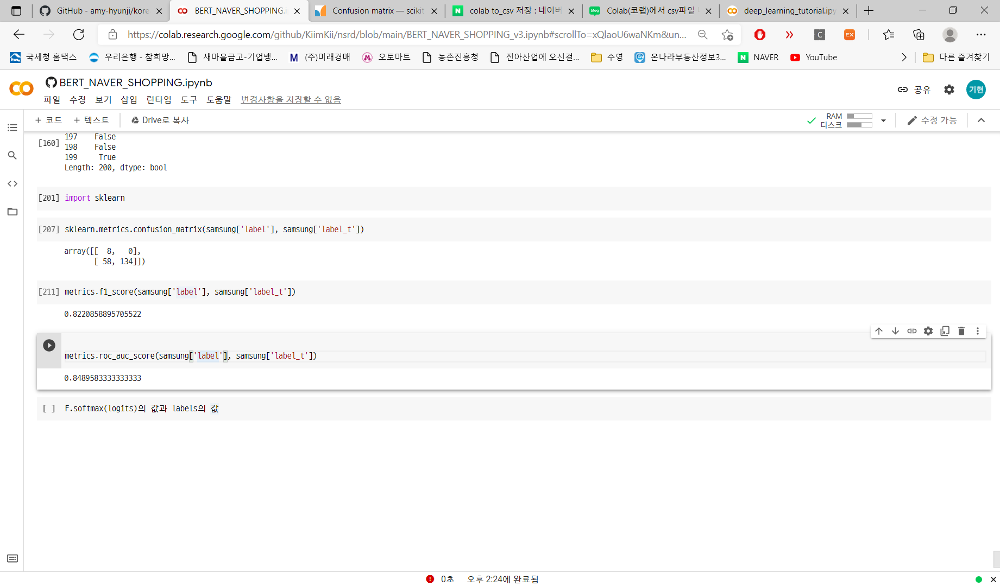 GitHub - amy-hyunji/kore
BERT_NAVER_SHOPPING.i
Confusion matrix — scikit
colab to_csv 저장 : 네이버
Colab(코랩)에서 csv파일
deep_learning_tutorial.ipy
https://colab.research.google.com/github/KiimKii/nsrd/blob/main/BERT_NAVER_SHOPPING_v3.ipynb#scrollTo=xQlaoU6waNKm&un...
C
EX
국세청 홈택스
우리은행 - 참희망...
새마을금고-기업뱅...
M (주)미래경매
오토마트
농촌진흥청
진아산업에 오신걸...
수영
온나라부동산정보3...
N NAVER
YouTube
다른 즐겨찾기
BERT_NAVER_SHOPPING.ipynb
파일 수정 보기 삽입 런타임 도구 도움말 변경사항을 저장할 수 없음
공유
기현
+ 코드 + 텍스트 Drive로 복사
RAM
디스크
수정 가능
197 False
[160] 198 False
199 True
Length: 200, dtype: bool
[201] import sklearn
[207] sklearn.metrics.confusion_matrix(samsung['label'], samsung['label_t'])
array([[ 8, 0],
[ 58, 134]])
[211] metrics.f1_score(samsung['label'], samsung['label_t'])
0.8220858895705522
metrics.roc_auc_score(samsung['label'], samsung['label_t'])
0.8489583333333333
[ ] F.softmax(logits)의 값과 labels의 값
0초 오후 2:24에 완료됨